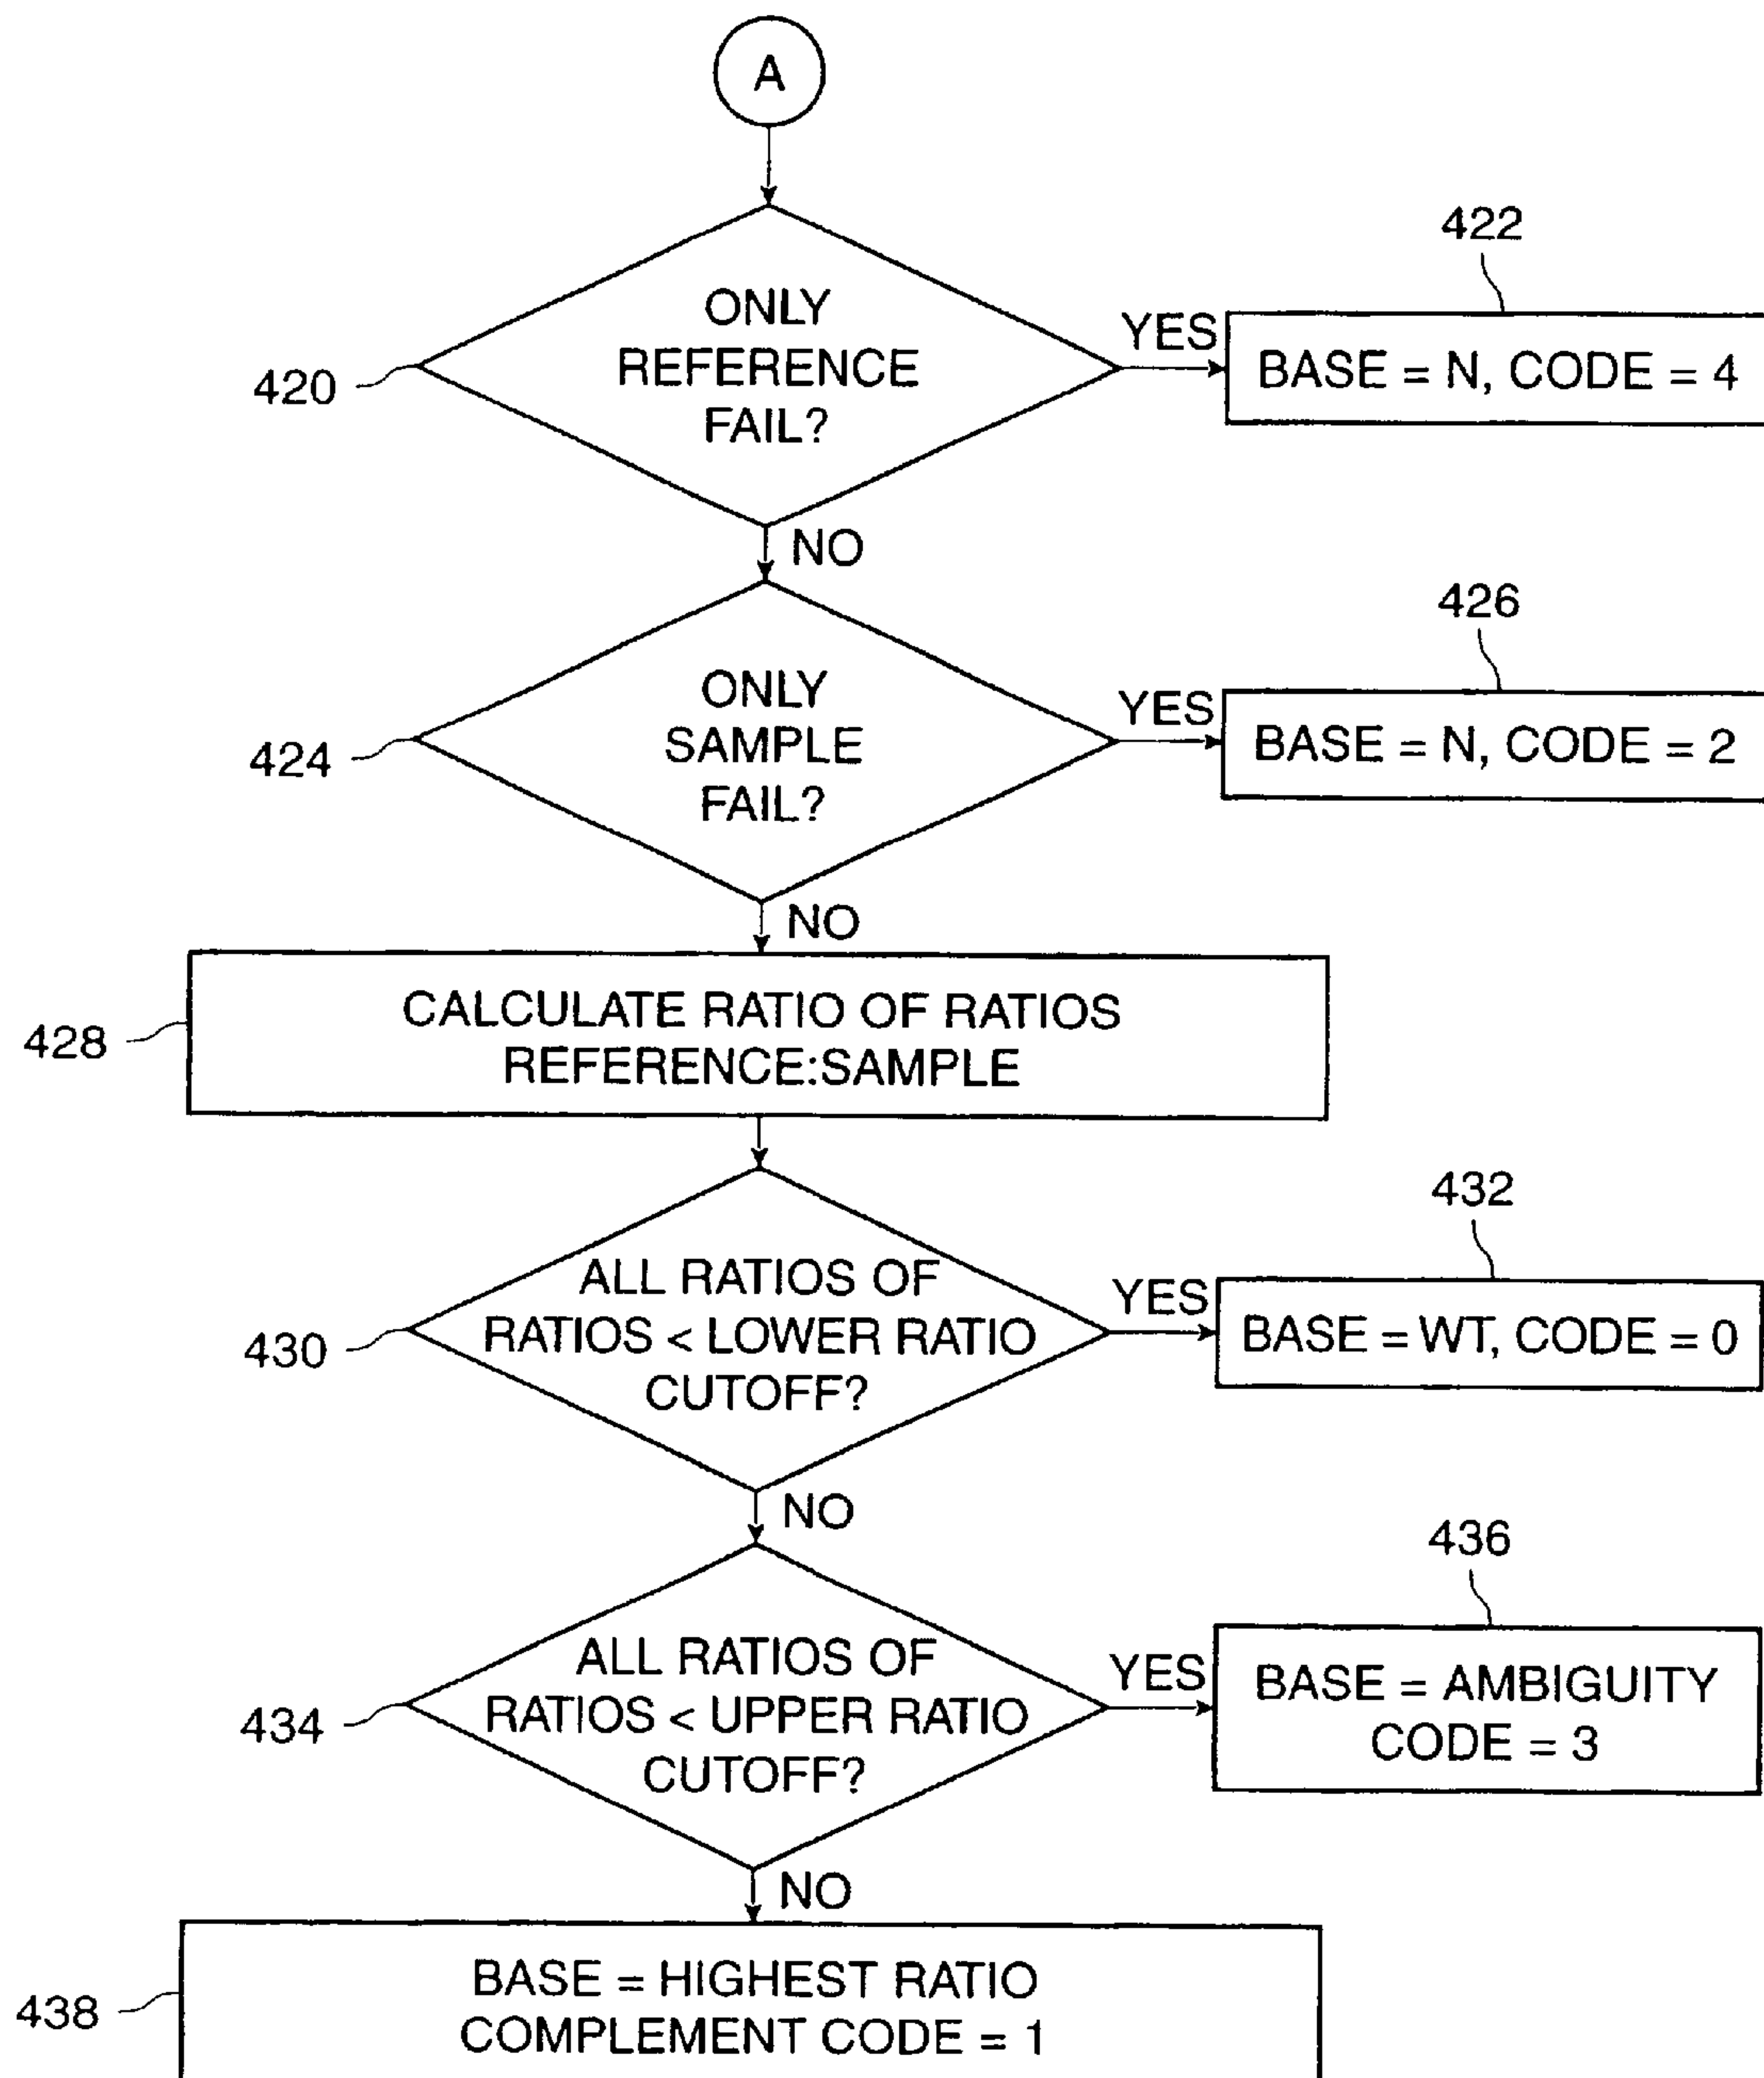 A
ONLY
REFERENCE
FAIL?
420
YES
422
BASE = N, CODE = 4
NO
ONLY
SAMPLE
FAIL?
424
YES
426
BASE = N, CODE = 2
NO
CALCULATE RATIO OF RATIOS
REFERENCE:SAMPLE
428
ALL RATIOS OF
RATIOS < LOWER RATIO
CUTOFF?
430
YES
432
BASE = WT, CODE = 0
NO
ALL RATIOS OF
RATIOS < UPPER RATIO
CUTOFF?
434
YES
436
BASE = AMBIGUITY
CODE = 3
NO
BASE = HIGHEST RATIO
COMPLEMENT CODE = 1
438